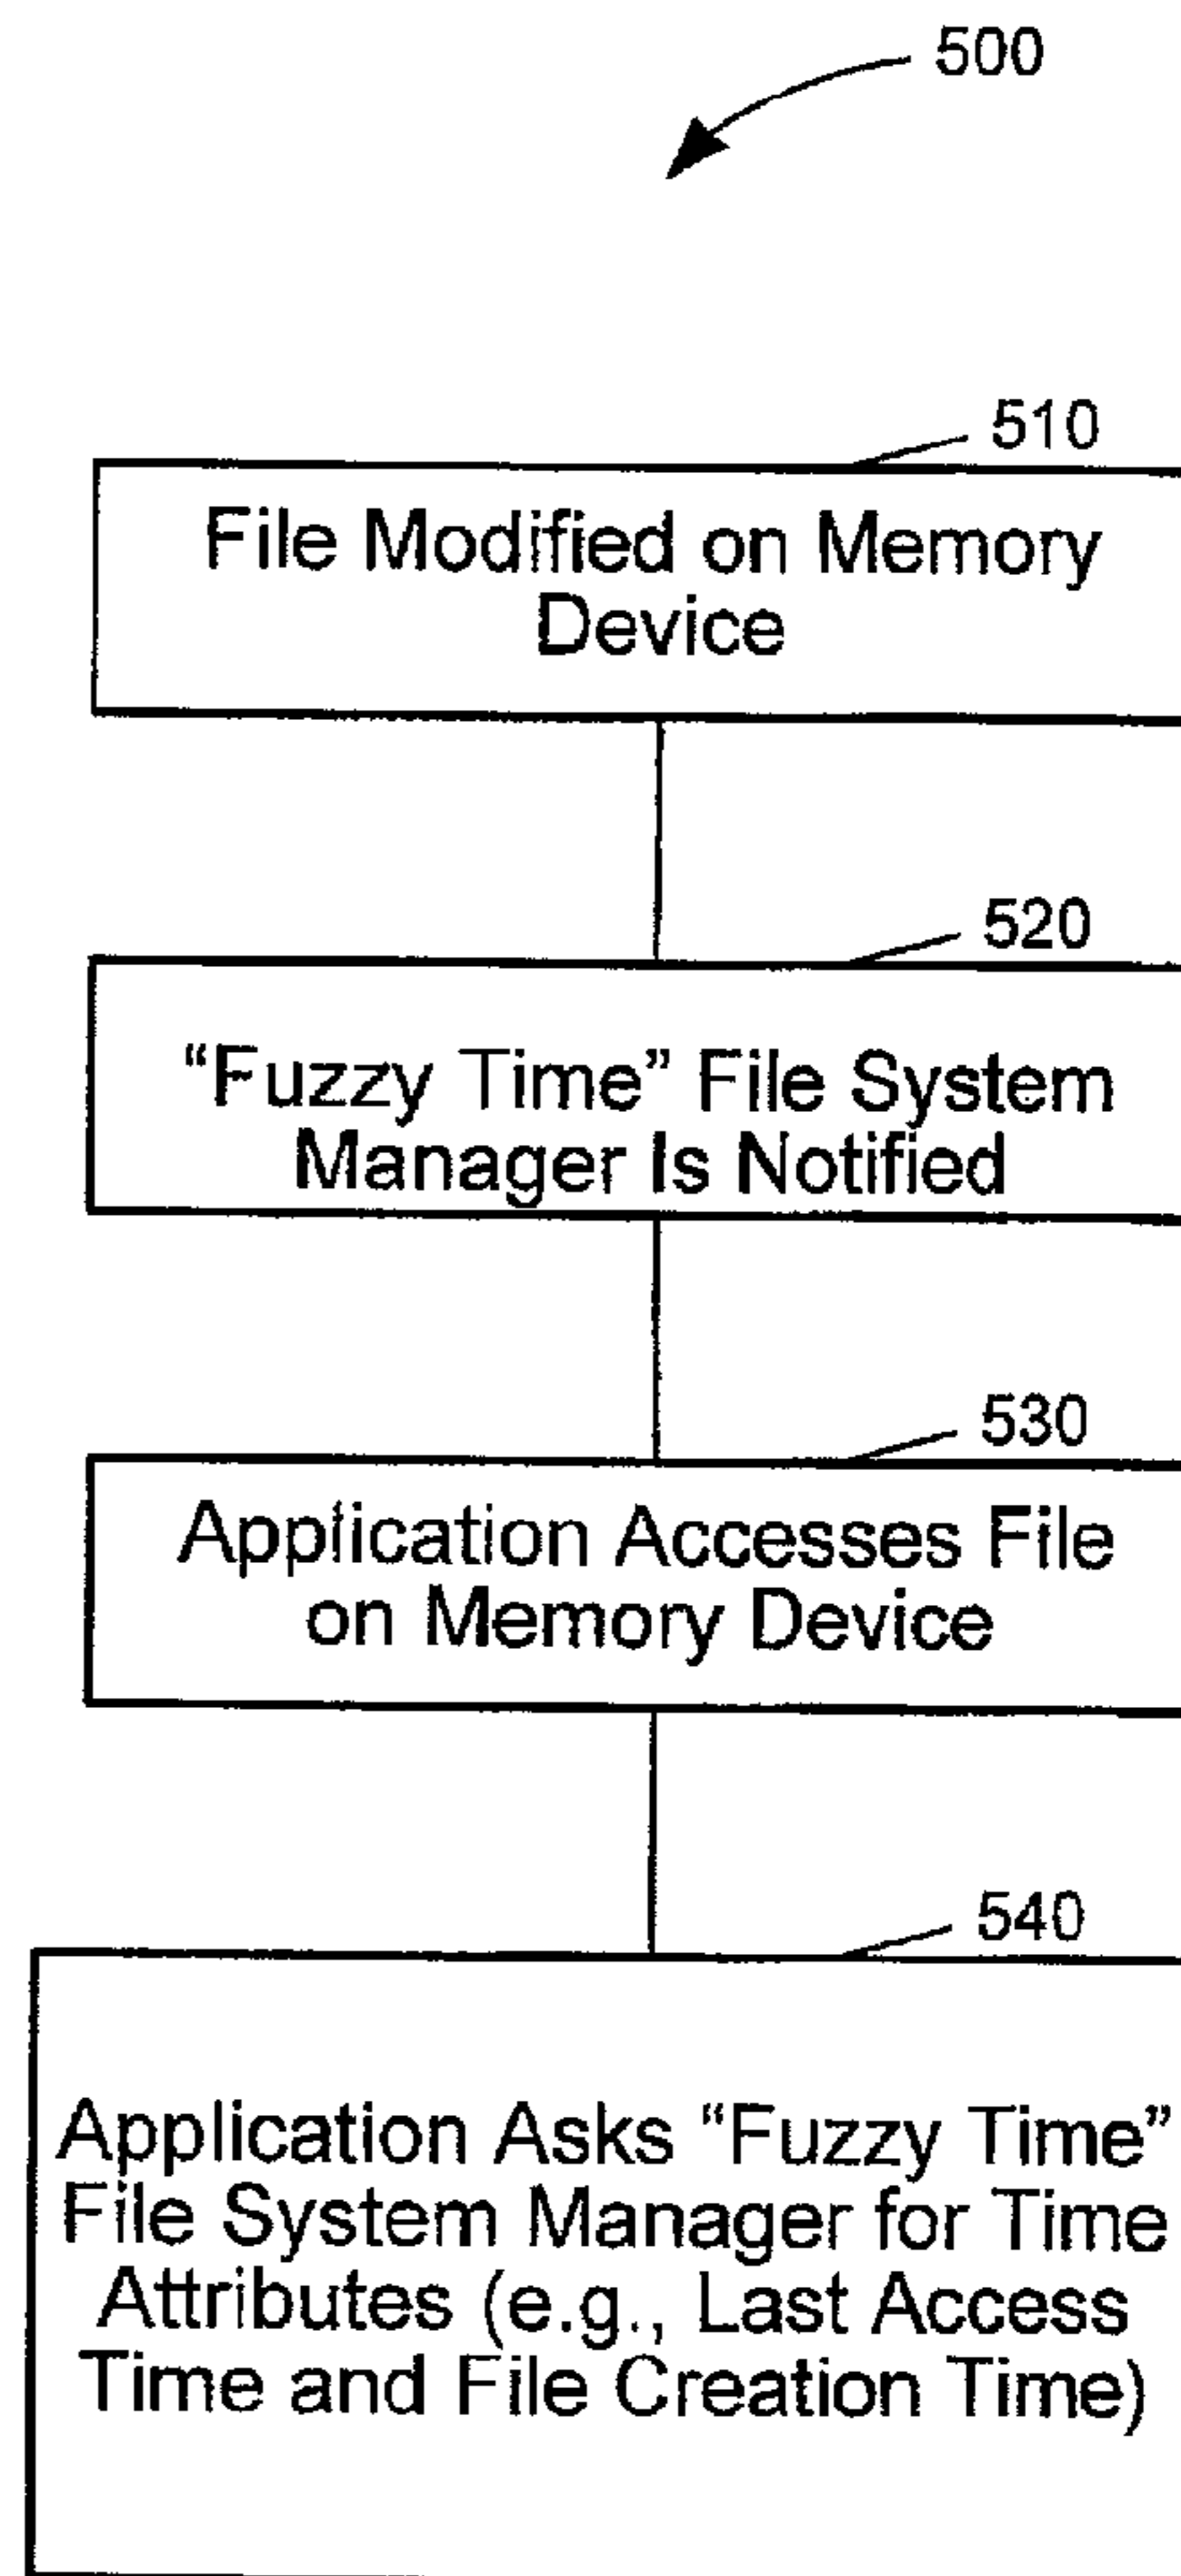 500
510
File Modified on Memory
Device
520
“Fuzzy Time” File System
Manager Is Notified
530
Application Accesses File
on Memory Device
540
Application Asks “Fuzzy Time”
File System Manager for Time
Attributes (e.g., Last Access
Time and File Creation Time)